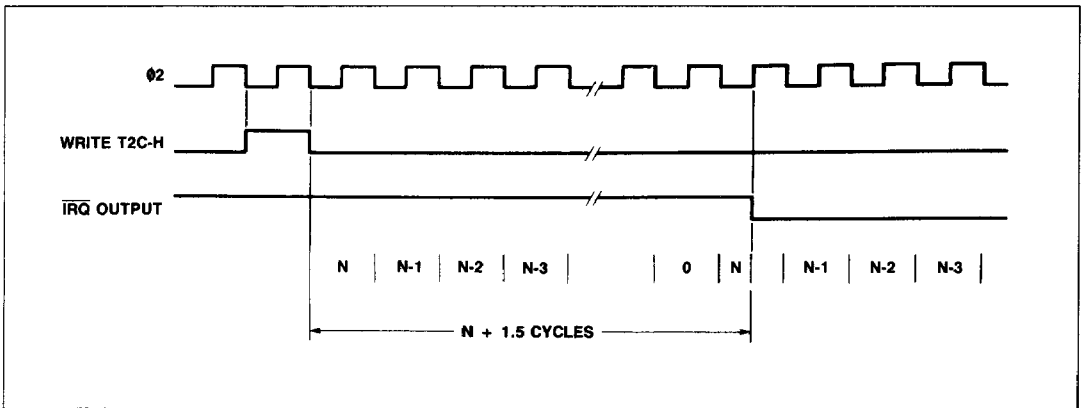 ϕ2
WRITE T2C-H
IRQ OUTPUT
N | N-1 | N-2 | N-3 | | 0 | N | | N-1 | N-2 | N-3 |
N + 1.5 CYCLES